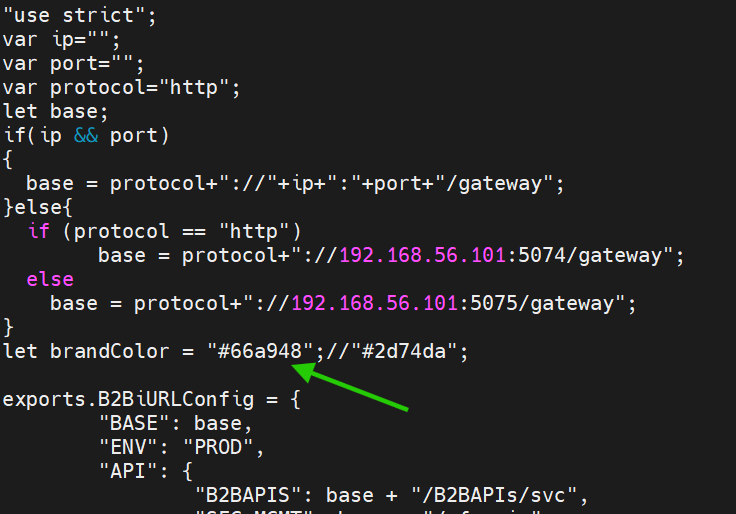 "use strict";
var ip="";
var port="";
var protocol="http";
let base;
if(ip && port)
{
  base = protocol+"://"+ip+":"+port+"/gateway";
}else{
  if (protocol == "http")
        base = protocol+"://192.168.56.101:5074/gateway";
  else
    base = protocol+"://192.168.56.101:5075/gateway";
}
let brandColor = "#66a948";//"#2d74da";

exports.B2BiURLConfig = {
        "BASE": base,
        "ENV": "PROD",
        "API": {
                "B2BAPIS": base + "/B2BAPIs/svc",